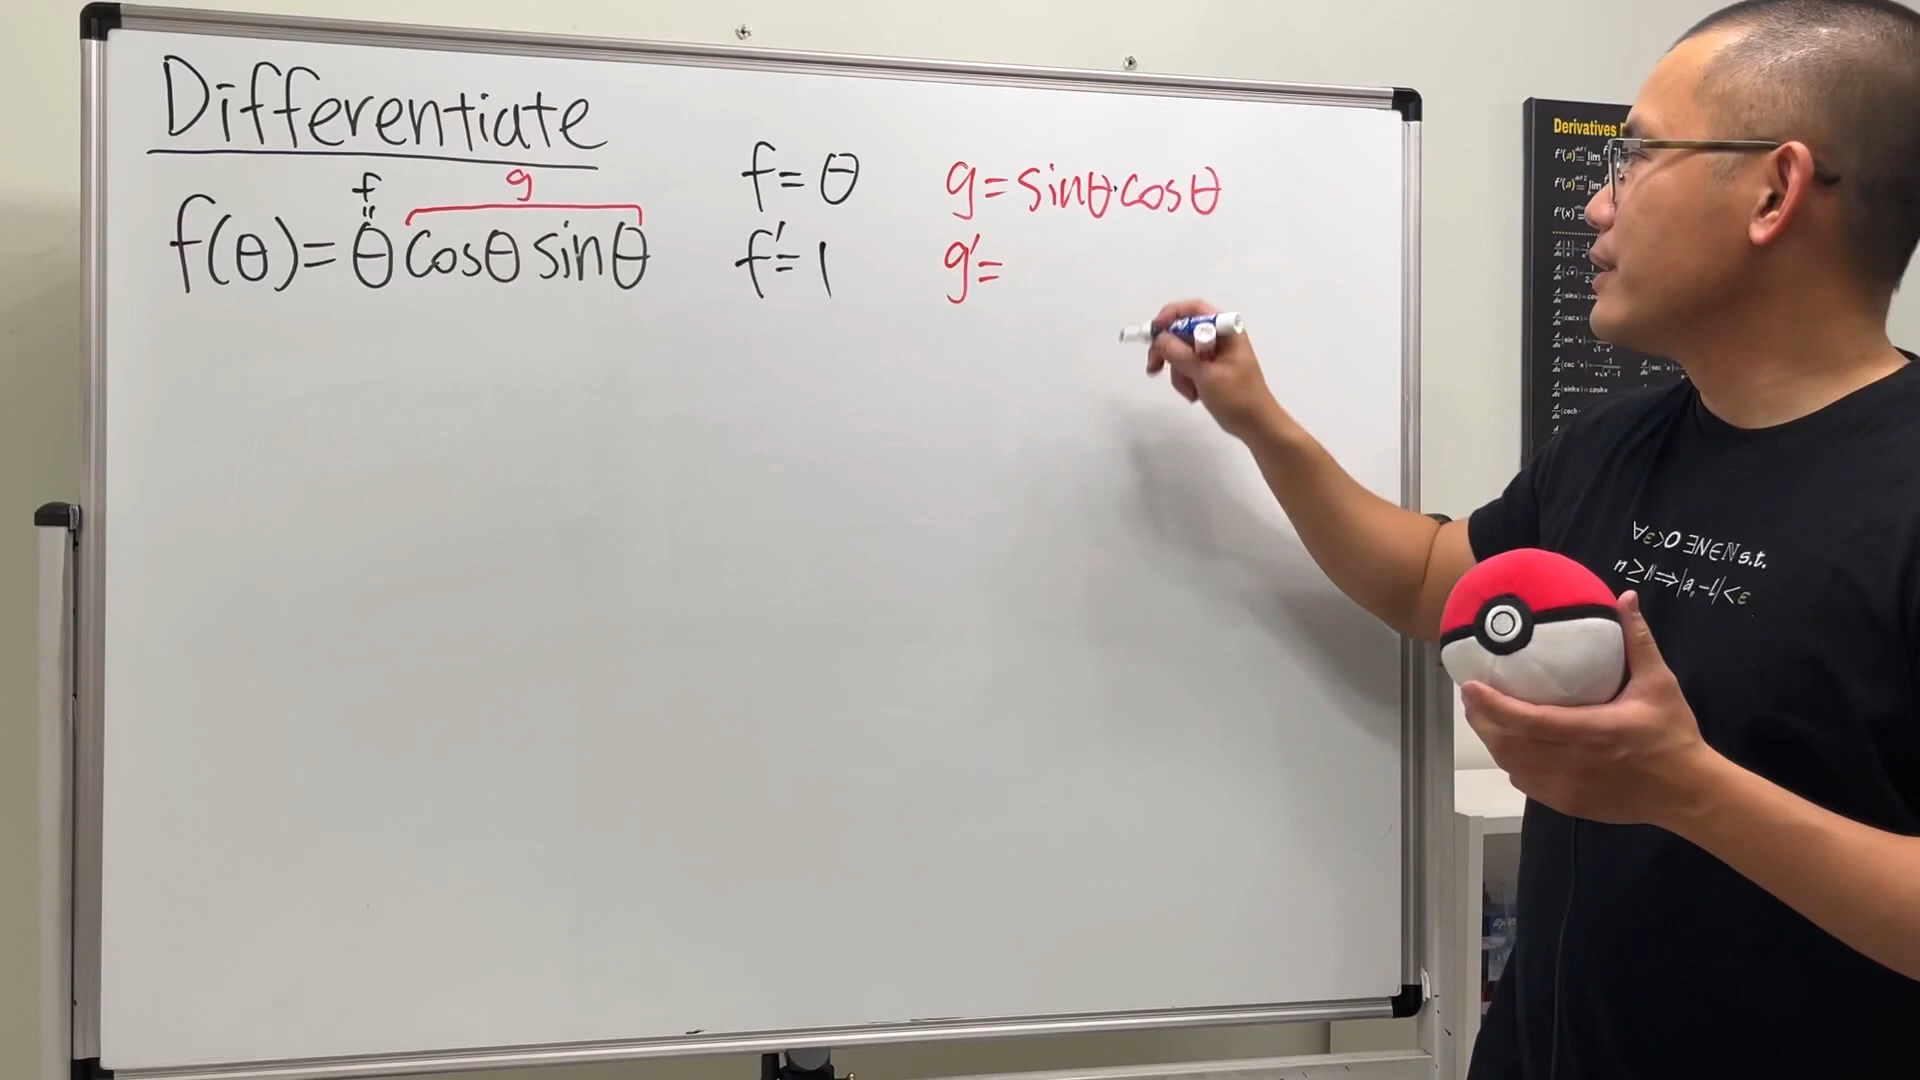 Differentiate
f g
"
f(θ)=θ cosθ sinθ
f=θ
f'=1
g=sinθ·cosθ
g'=
Derivatives
∀ε>0 ∃N∈ℕ s.t.
n≥N⇒|aₙ-L|<ε